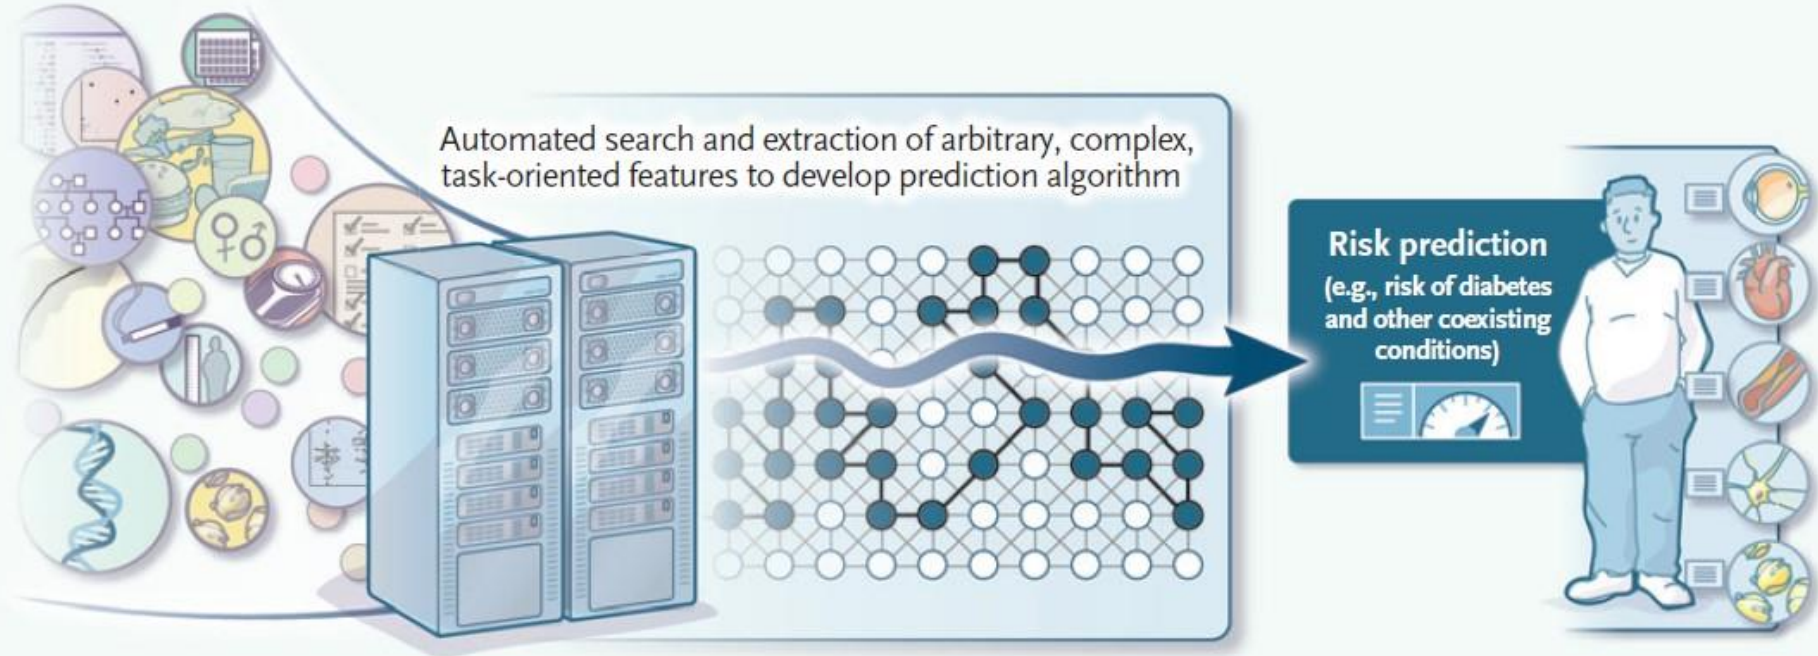 Automated search and extraction of arbitrary, complex,
task-oriented features to develop prediction algorithm
Risk prediction
(e.g., risk of diabetes
and other coexisting
conditions)